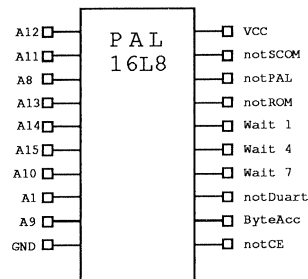 PAL
16L8
A12
A11
A8
A13
A14
A15
A10
A1
A9
GND
VCC
notSCOM
notPAL
notROM
Wait 1
Wait 4
Wait 7
notDuart
ByteAcc
notCE